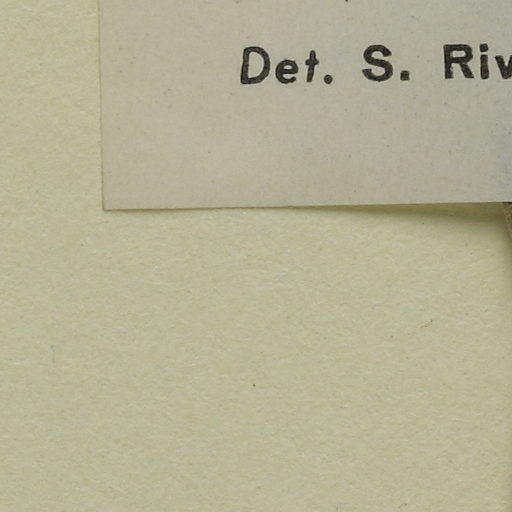 Det. S. Riv